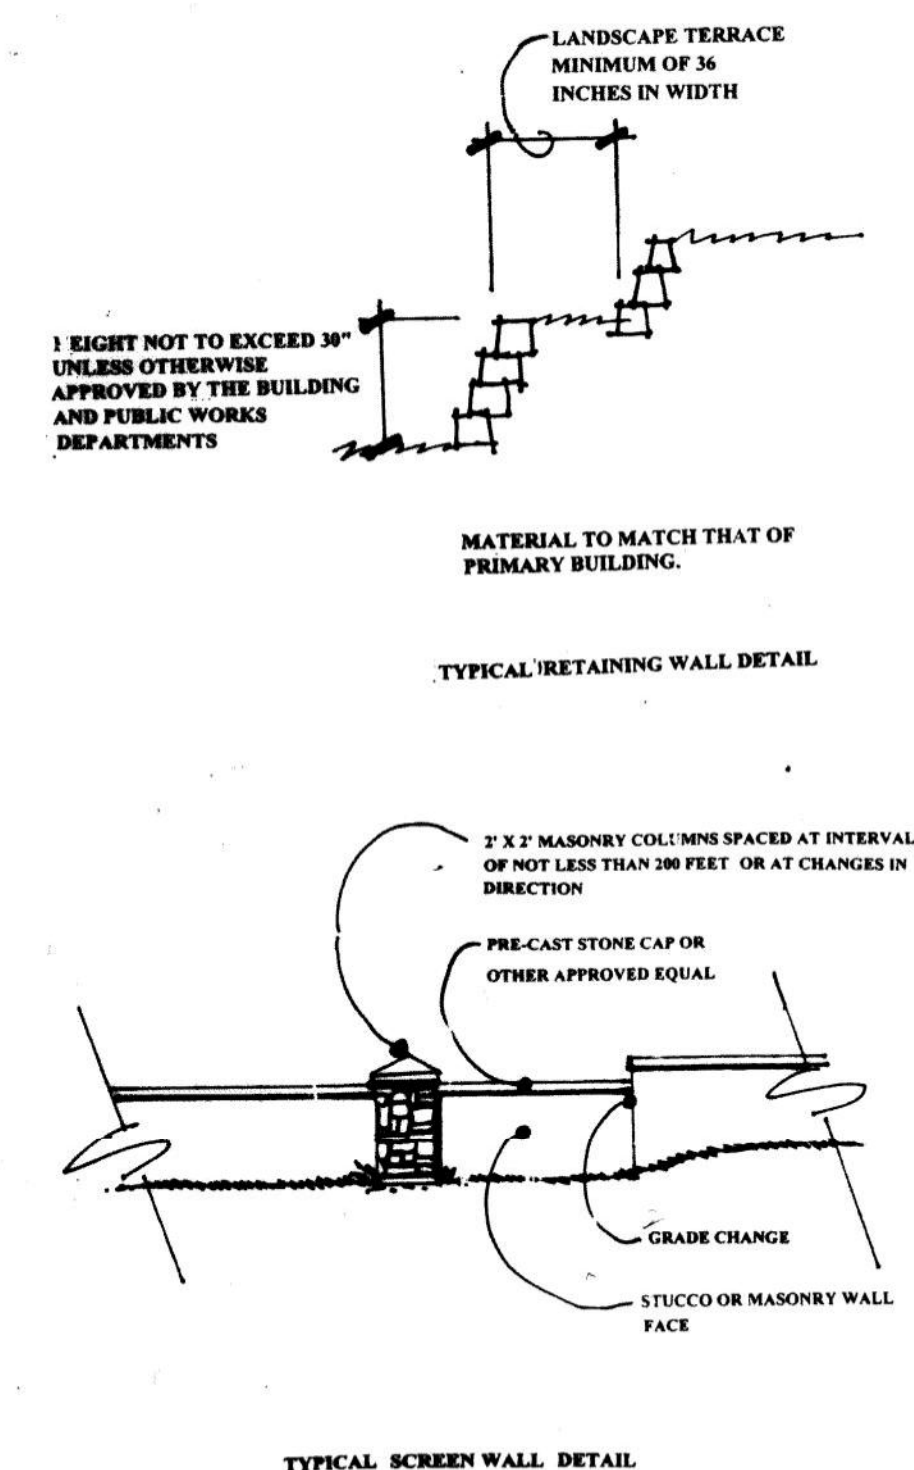 LANDSCAPE TERRACE
MINIMUM OF 36
INCHES IN WIDTH
HEIGHT NOT TO EXCEED 30"
UNLESS OTHERWISE
APPROVED BY THE BUILDING
AND PUBLIC WORKS
DEPARTMENTS
MATERIAL TO MATCH THAT OF
PRIMARY BUILDING.
TYPICAL RETAINING WALL DETAIL
2' X 2' MASONRY COLUMNS SPACED AT INTERVAL
OF NOT LESS THAN 200 FEET OR AT CHANGES IN
DIRECTION
PRE-CAST STONE CAP OR
OTHER APPROVED EQUAL
GRADE CHANGE
STUCCO OR MASONRY WALL
FACE
TYPICAL SCREEN WALL DETAIL